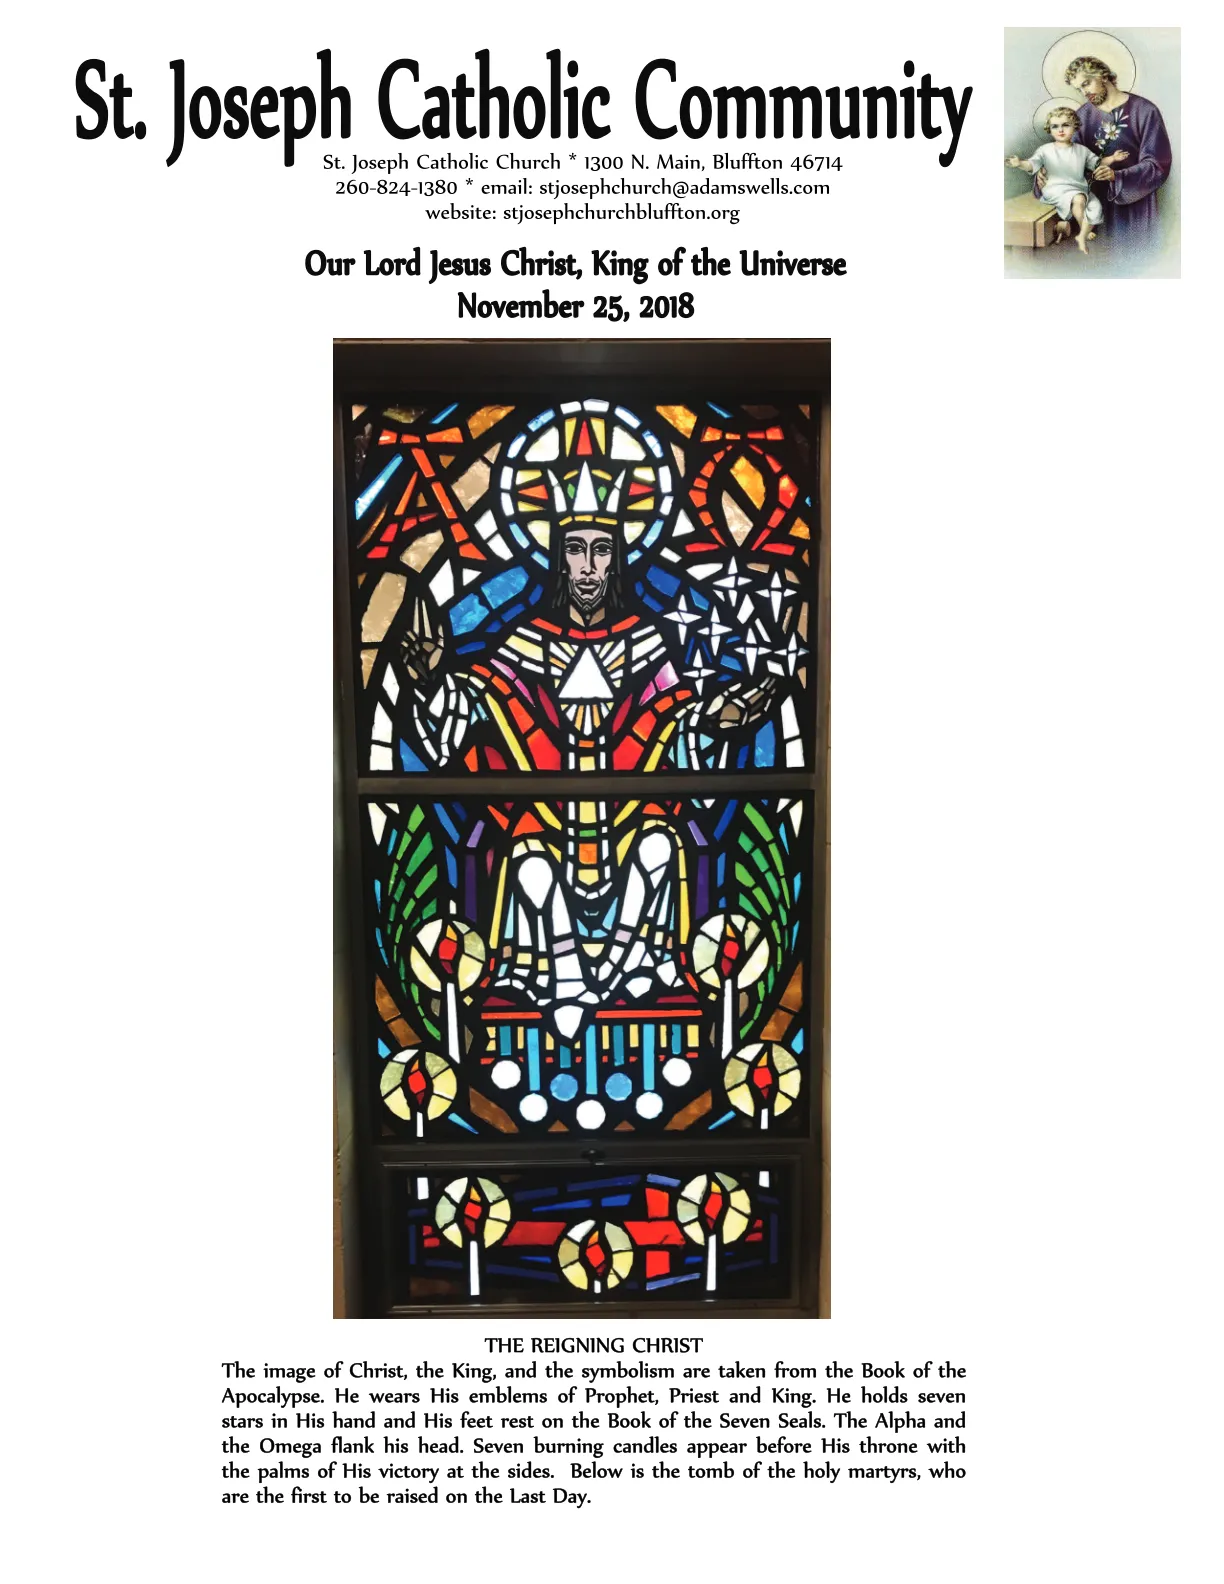 St. Joseph Catholic Community
St. Joseph Catholic Church * 1300 N. Main, Bluffton 46714
260-824-1380 * email: stjosephchurch@adamswells.com
website: stjosephchurchbluffton.org
Our Lord Jesus Christ, King of the Universe
November 25, 2018
Α Ω
THE REIGNING CHRIST
The image of Christ, the King, and the symbolism are taken from the Book of the
Apocalypse. He wears His emblems of Prophet, Priest and King. He holds seven
stars in His hand and His feet rest on the Book of the Seven Seals. The Alpha and
the Omega flank his head. Seven burning candles appear before His throne with
the palms of His victory at the sides.  Below is the tomb of the holy martyrs, who
are the first to be raised on the Last Day.